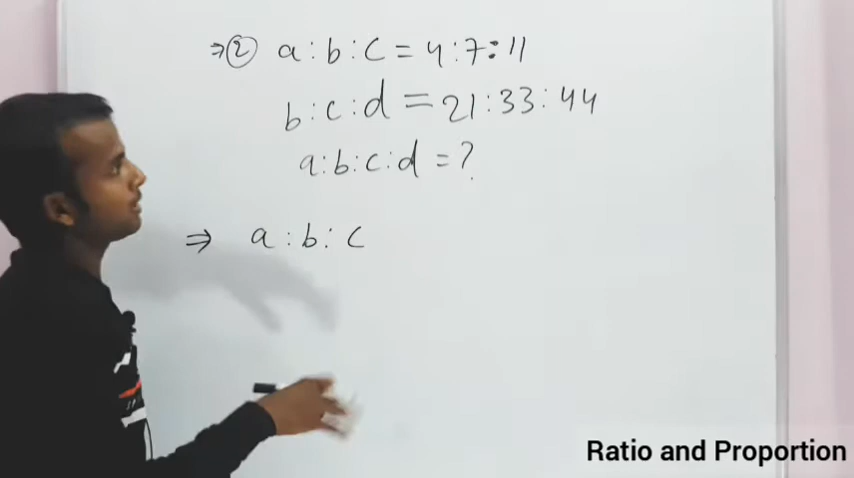 ⇒ ② a : b : c = 4 : 7 : 11
b : c : d = 21 : 33 : 44
a : b : c : d = ?
⇒ a : b : c
Ratio and Proportion